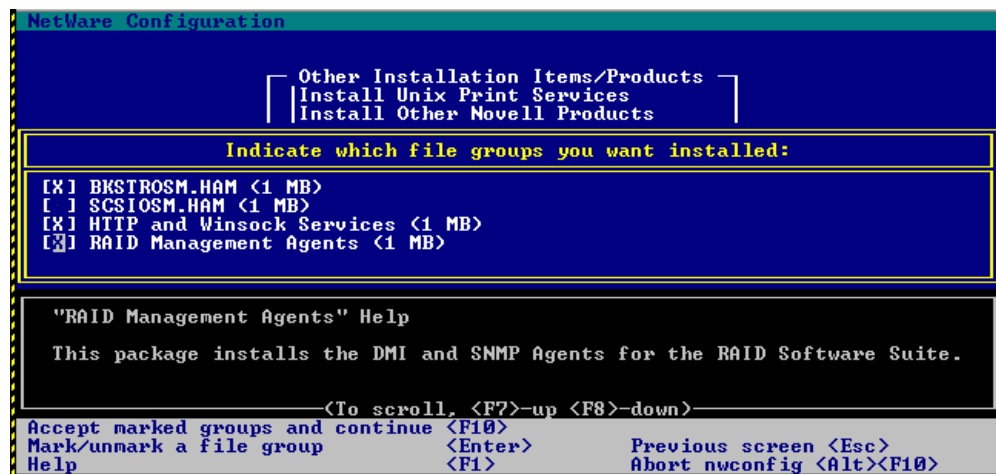 NetWare Configuration
Other Installation Items/Products
Install Unix Print Services
Install Other Novell Products
Indicate which file groups you want installed:
[X] BKSTROSM.HAM (1 MB)
[ ] SCSIOSM.HAM (1 MB)
[X] HTTP and Winsock Services (1 MB)
[X] RAID Management Agents (1 MB)
"RAID Management Agents" Help
This package installs the DMI and SNMP Agents for the RAID Software Suite.
(To scroll, <F7>-up <F8>-down)
Accept marked groups and continue <F10>
Mark/unmark a file group <Enter> Previous screen <Esc>
Help <F1> Abort nwconfig <Alt><F10>